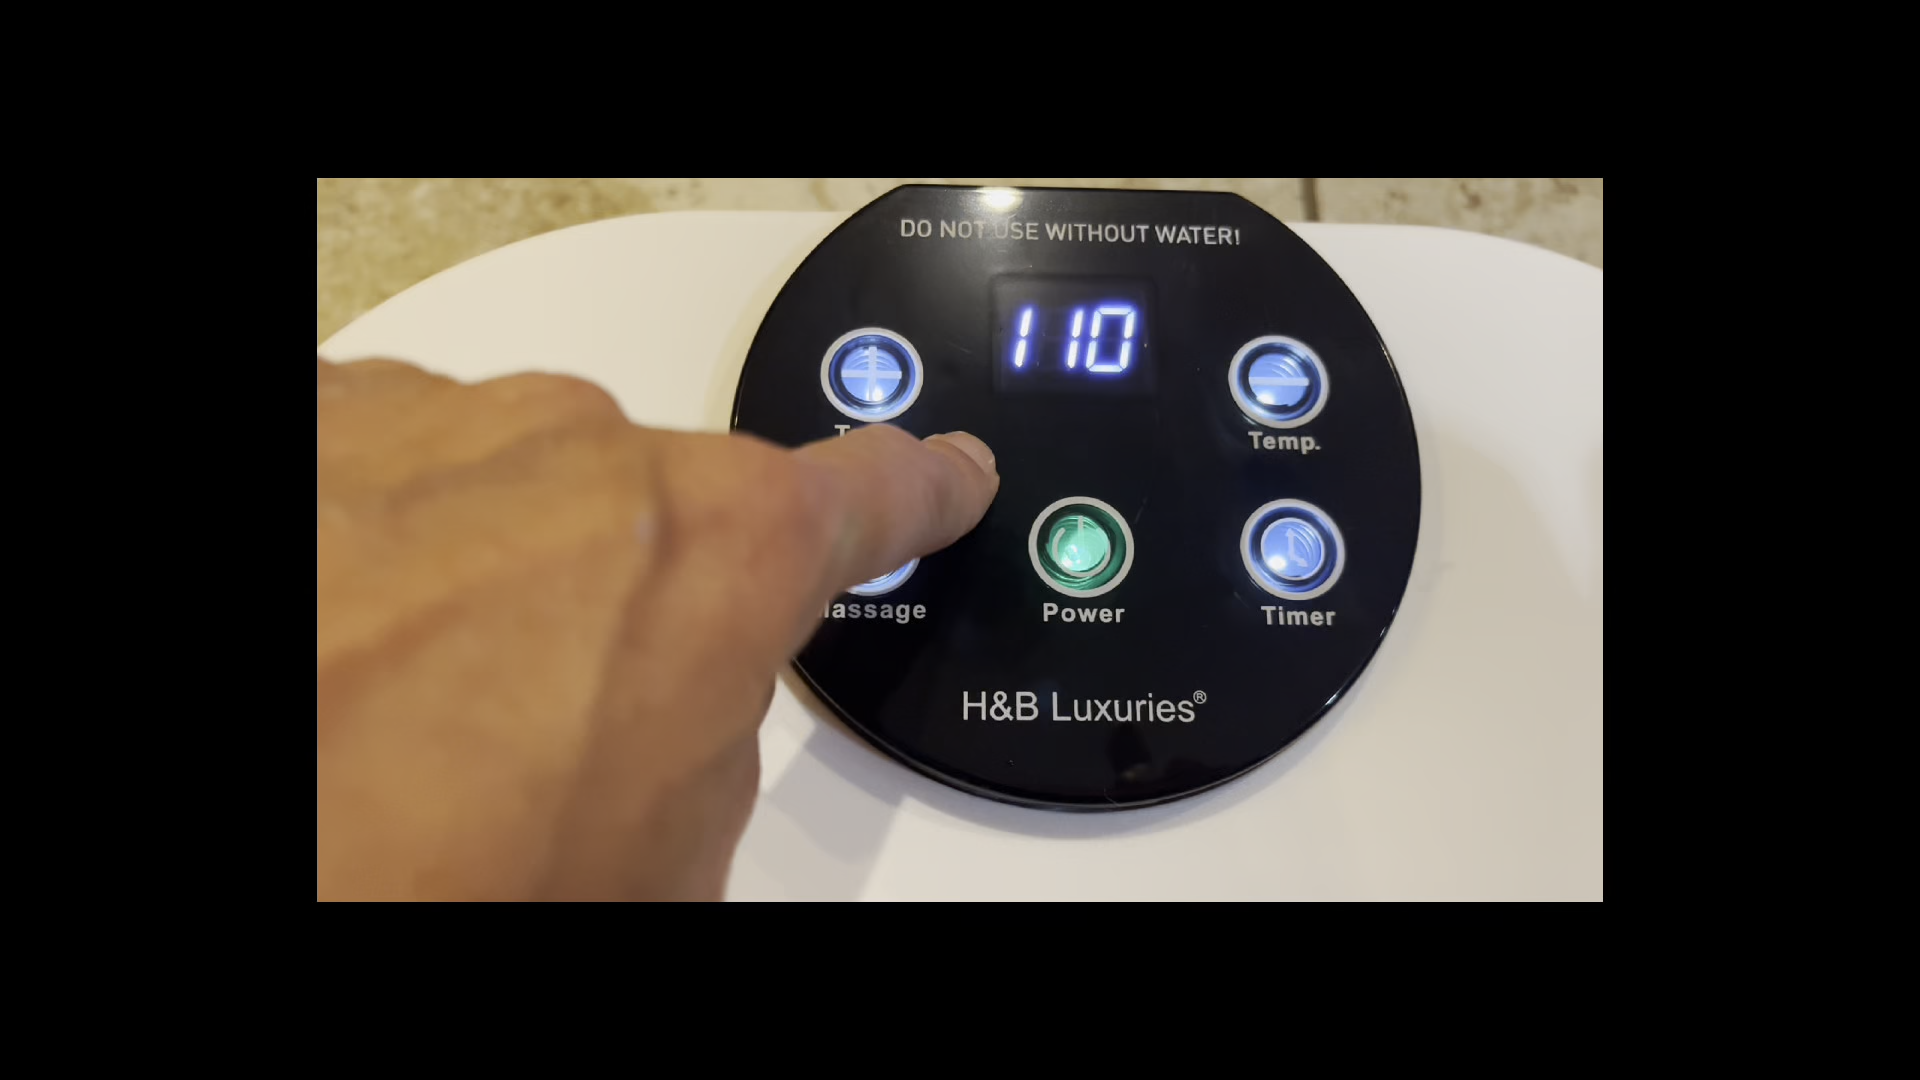 DO NOT USE WITHOUT WATER!
110
Temp.
Power
Timer
H&B Luxuries®